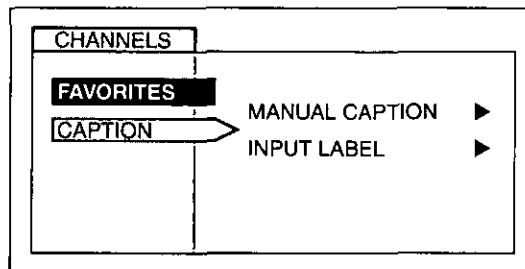 CHANNELS
FAVORITES
CAPTION
MANUAL CAPTION ▶
INPUT LABEL ▶